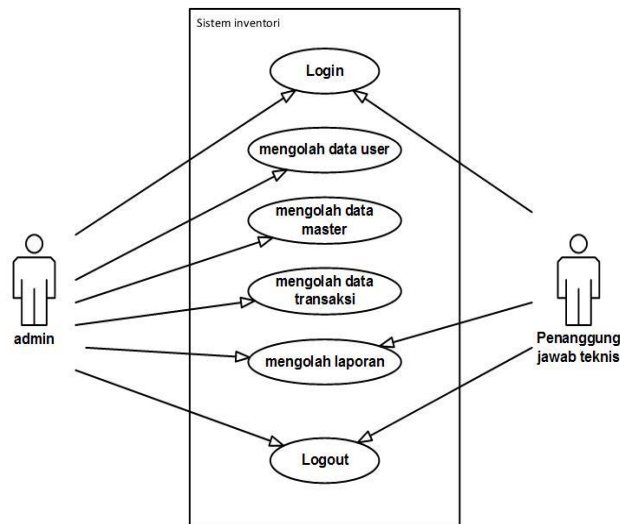 Sistem inventori
Login
mengolah data user
mengolah data
master
mengolah data
transaksi
mengolah laporan
Logout
admin
Penanggung
jawab teknis